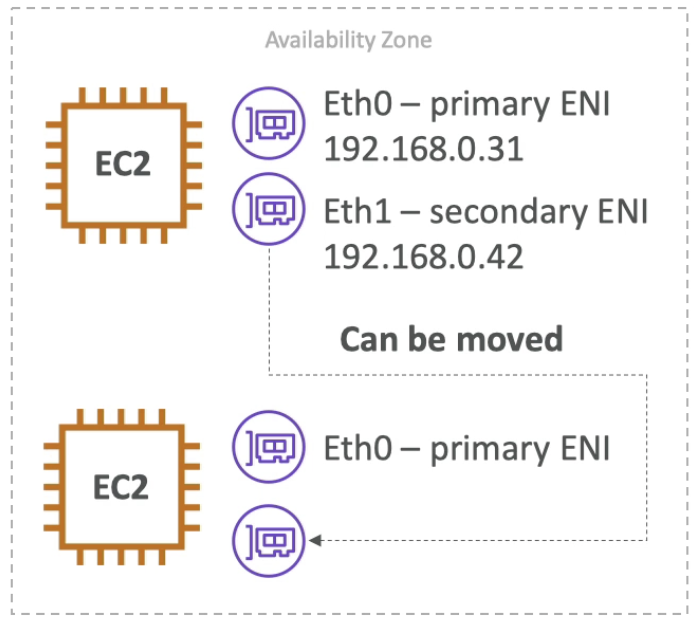 Availability Zone
EC2
Eth0 – primary ENI
192.168.0.31
Eth1 – secondary ENI
192.168.0.42
Can be moved
EC2
Eth0 – primary ENI